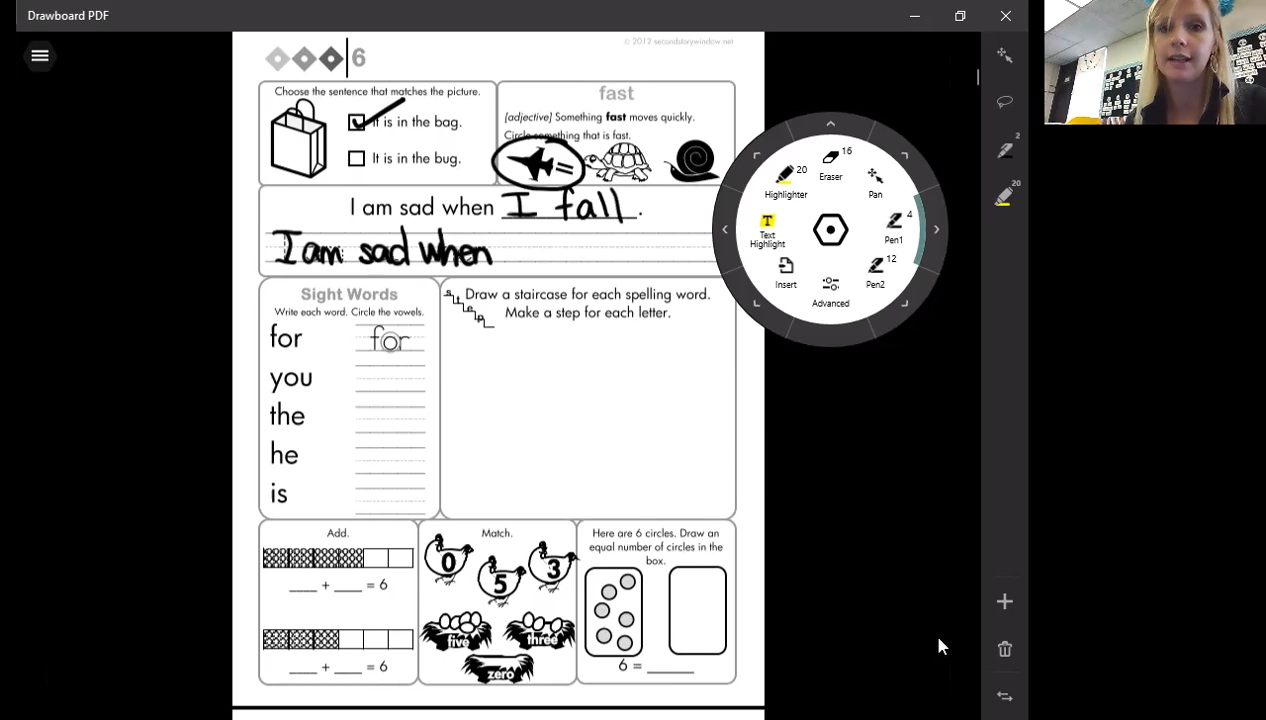 Drawboard PDF
© 2012 secondstorywindow.net
6
Choose the sentence that matches the picture.
It is in the bag.
It is in the bug.
fast
[adjective] Something fast moves quickly.
Circle something that is fast.
I am sad when I fall.
I am sad when
Sight Words
Write each word. Circle the vowels.
for for
you
the
he
is
step
Draw a staircase for each spelling word.
Make a step for each letter.
Add.
___ + ___ = 6
___ + ___ = 6
Match.
0
5
3
five
three
zero
Here are 6 circles. Draw an
equal number of circles in the
box.
6 = _____
16
Eraser
20
Highlighter
Pan
T
Text
Highlight
4
Pen1
12
Pen2
Insert
Advanced
2
20